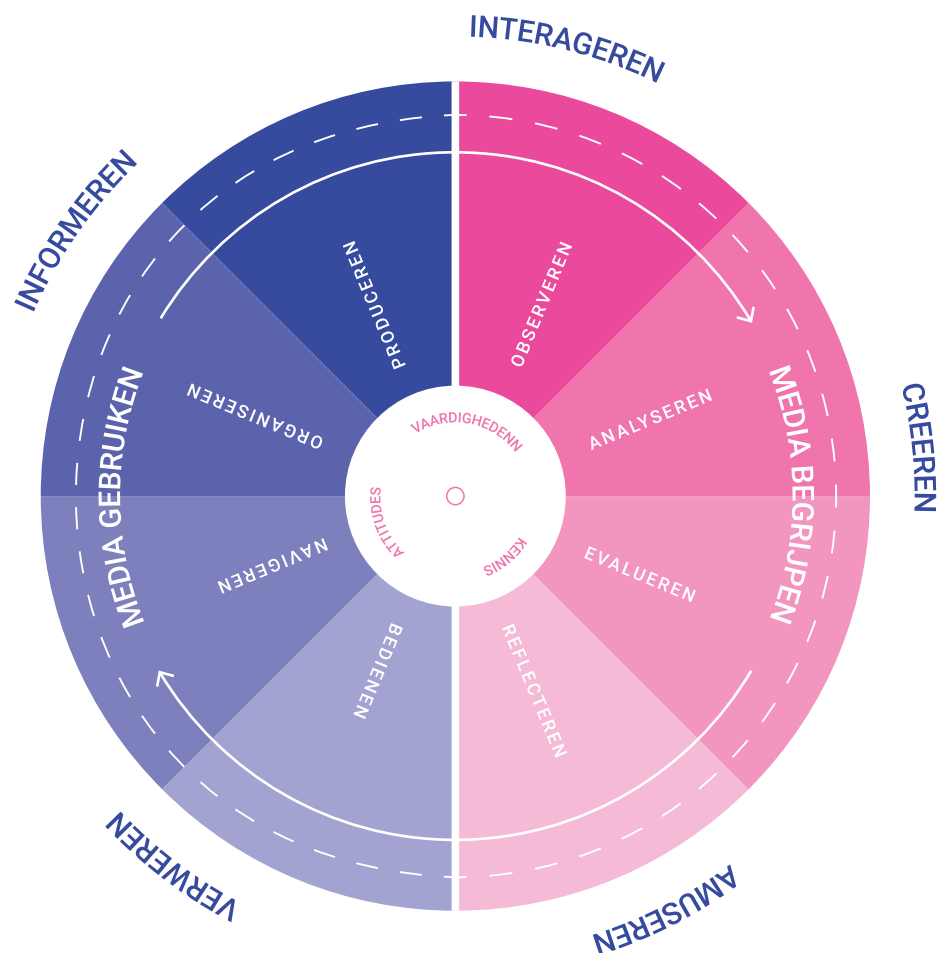 INTERAGEREN
CREËREN
AMUSEREN
VERWEREN
INFORMEREN
MEDIA BEGRIJPEN
OBSERVEREN
ANALYSEREN
EVALUEREN
REFLECTEREN
MEDIA GEBRUIKEN
BEDIENEN
NAVIGEREN
ORGANISEREN
PRODUCEREN
VAARDIGHEDENN
KENNIS
ATTITUDES